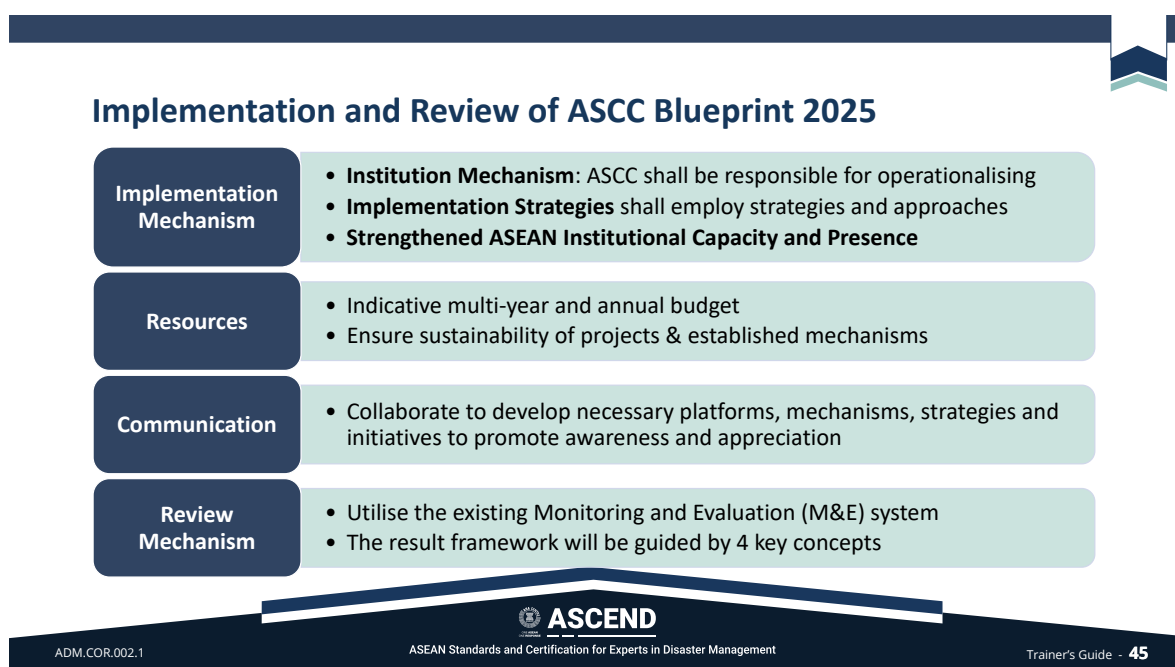 Implementation and Review of ASCC Blueprint 2025
Implementation
Mechanism
• Institution Mechanism: ASCC shall be responsible for operationalising
• Implementation Strategies shall employ strategies and approaches
• Strengthened ASEAN Institutional Capacity and Presence
Resources
• Indicative multi-year and annual budget
• Ensure sustainability of projects & established mechanisms
Communication
• Collaborate to develop necessary platforms, mechanisms, strategies and
initiatives to promote awareness and appreciation
Review
Mechanism
• Utilise the existing Monitoring and Evaluation (M&E) system
• The result framework will be guided by 4 key concepts
ASCEND
ADM.COR.002.1
ASEAN Standards and Certification for Experts in Disaster Management
Trainer's Guide - 45